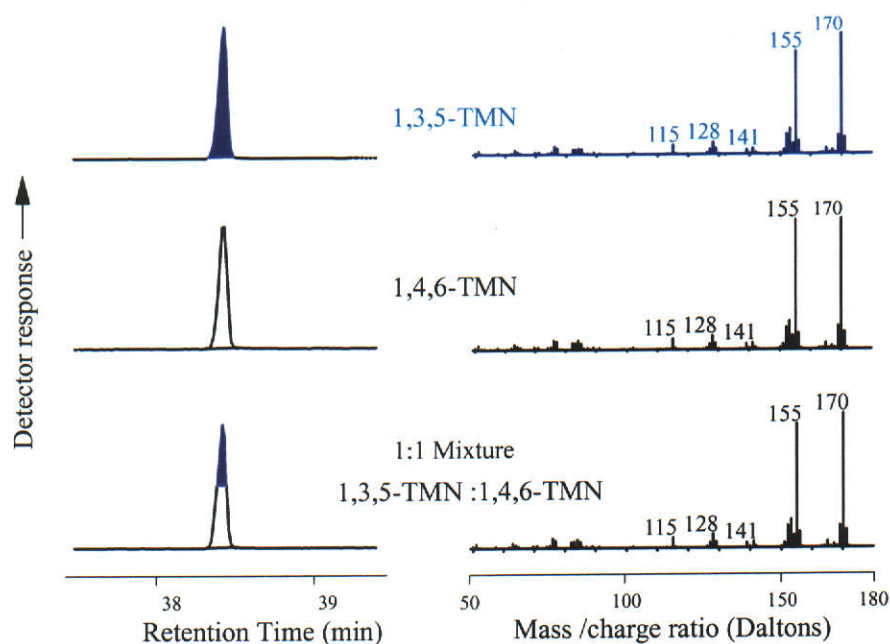 Detector response
1,3,5-TMN
115 128 141 155 170
1,4,6-TMN
115 128 141 155 170
1:1 Mixture
1,3,5-TMN :1,4,6-TMN
115 128 141 155 170
38 39
Retention Time (min)
50 100 150 180
Mass /charge ratio (Daltons)